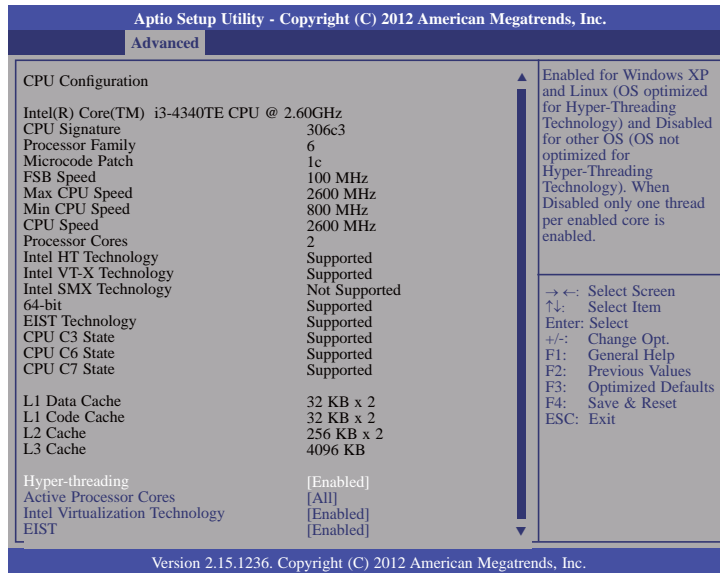 Aptio Setup Utility - Copyright (C) 2012 American Megatrends, Inc.
Advanced
CPU Configuration
Intel(R) Core(TM) i3-4340TE CPU @ 2.60GHz
CPU Signature 306c3
Processor Family 6
Microcode Patch 1c
FSB Speed 100 MHz
Max CPU Speed 2600 MHz
Min CPU Speed 800 MHz
CPU Speed 2600 MHz
Processor Cores 2
Intel HT Technology Supported
Intel VT-X Technology Supported
Intel SMX Technology Not Supported
64-bit Supported
EIST Technology Supported
CPU C3 State Supported
CPU C6 State Supported
CPU C7 State Supported
L1 Data Cache 32 KB x 2
L1 Code Cache 32 KB x 2
L2 Cache 256 KB x 2
L3 Cache 4096 KB
Hyper-threading [Enabled]
Active Processor Cores [All]
Intel Virtualization Technology [Enabled]
EIST [Enabled]
Enabled for Windows XP
and Linux (OS optimized
for Hyper-Threading
Technology) and Disabled
for other OS (OS not
optimized for
Hyper-Threading
Technology). When
Disabled only one thread
per enabled core is
enabled.
→ ←: Select Screen
↑↓: Select Item
Enter: Select
+/-: Change Opt.
F1: General Help
F2: Previous Values
F3: Optimized Defaults
F4: Save & Reset
ESC: Exit
Version 2.15.1236. Copyright (C) 2012 American Megatrends, Inc.